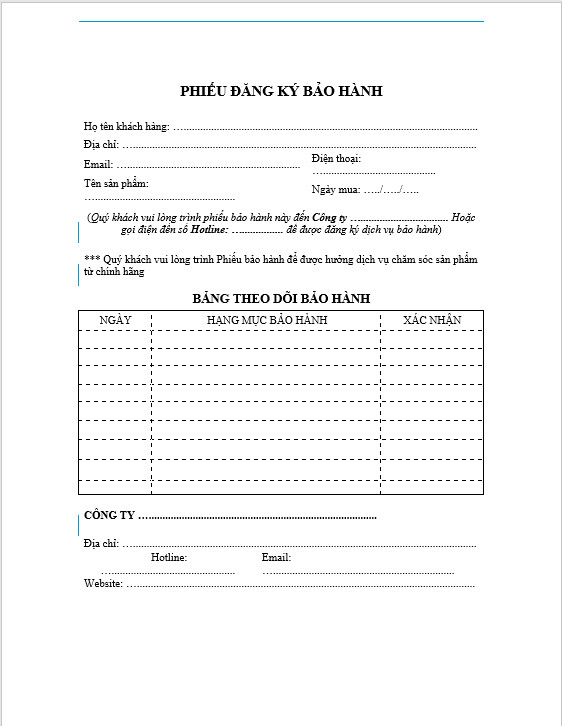 PHIẾU ĐĂNG KÝ BẢO HÀNH
Họ tên khách hàng: ….............................................................................................................
Địa chỉ: …...............................................................................................................................
Email: …................................................................ Điện thoại: ...............................................
Tên sản phẩm: …................................................... Ngày mua: …../…../…..
(Quý khách vui lòng trình phiếu bảo hành này đến Công ty …................................. Hoặc
gọi điện đến số Hotline: ….............. để được đăng ký dịch vụ bảo hành)
*** Quý khách vui lòng trình Phiếu bảo hành để được hưởng dịch vụ chăm sóc sản phẩm
từ chính hãng
BẢNG THEO DÕI BẢO HÀNH
NGÀY HẠNG MỤC BẢO HÀNH XÁC NHẬN
CÔNG TY ….................................................................................
Địa chỉ: …...............................................................................................................................
Hotline: Email:
…............................................... ….....................................................................
Website: ….............................................................................................................................